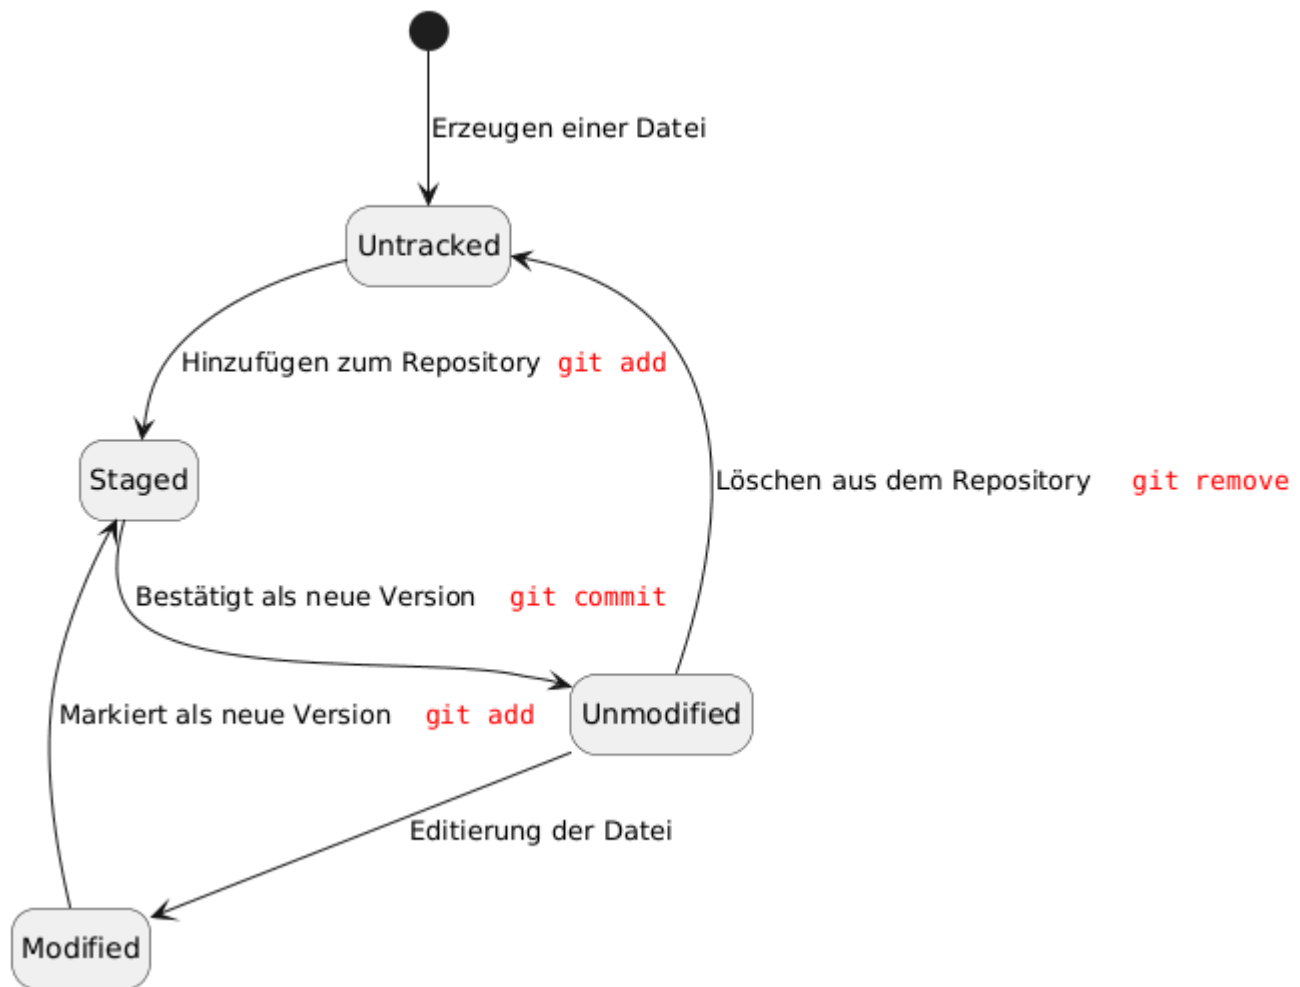 Erzeugen einer Datei
Untracked
Hinzufügen zum Repository git add
Staged
Löschen aus dem Repository git remove
Bestätigt als neue Version git commit
Markiert als neue Version git add
Unmodified
Editierung der Datei
Modified